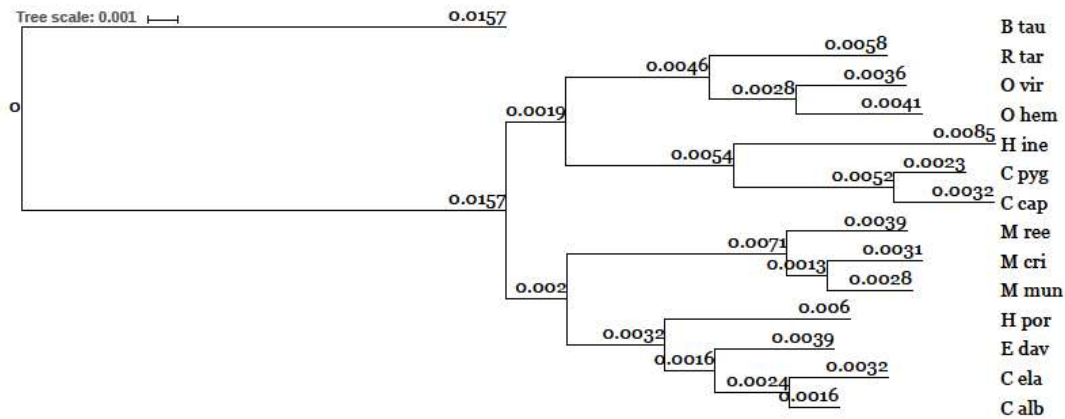 Tree scale: 0.001
0.0157
B tau
0.0058
R tar
0.0046
0.0036
O vir
0.0028
0.0041
O hem
0
0.0019
0.0085
H ine
0.0054
0.0023
C pyg
0.0052
0.0032
C cap
0.0157
0.0039
M ree
0.0071
0.0031
M cri
0.0013
0.0028
M mun
0.002
0.006
H por
0.0032
0.0039
E dav
0.0016
0.0032
C ela
0.0024
0.0016
C alb